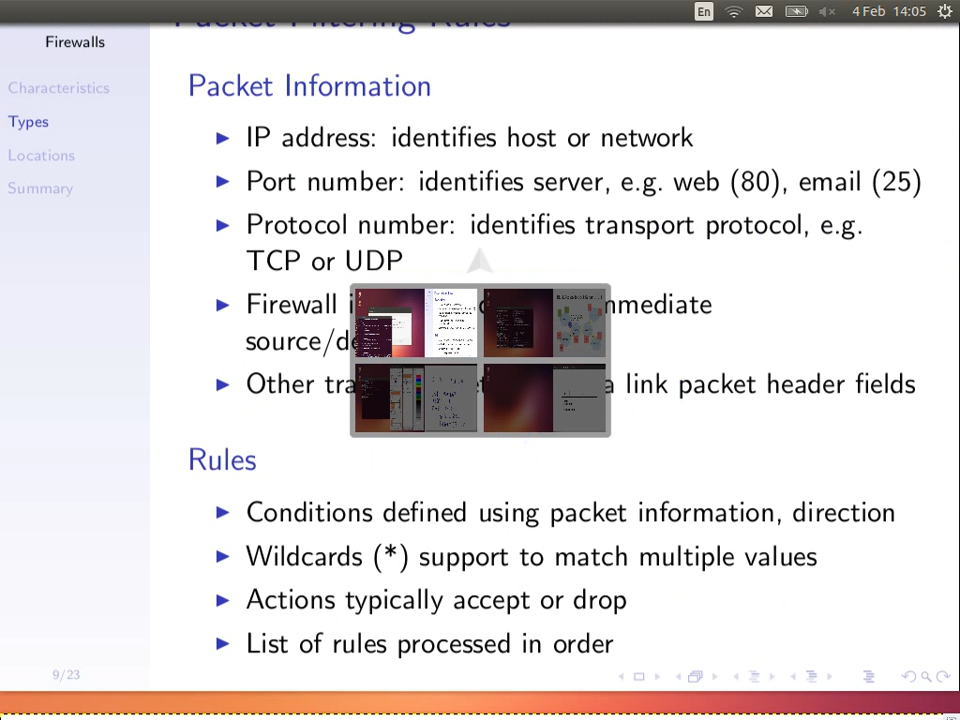 En 4 Feb 14:05
Packet Filtering Rules
Firewalls
Characteristics
Types
Locations
Summary
Packet Information
IP address: identifies host or network
Port number: identifies server, e.g. web (80), email (25)
Protocol number: identifies transport protocol, e.g.
TCP or UDP
Firewall
source/
Other a link packet header fields
Rules
Conditions defined using packet information, direction
Wildcards (*) support to match multiple values
Actions typically accept or drop
List of rules processed in order
9/23